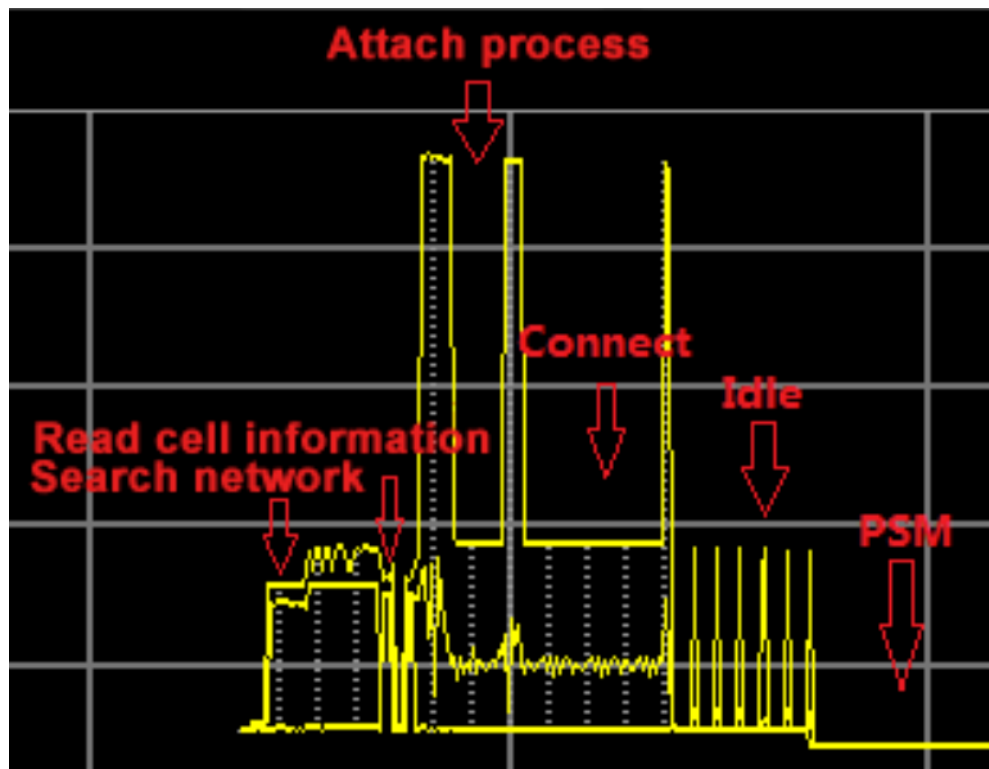 Attach process
Connect
Idle
Read cell information
Search network
PSM